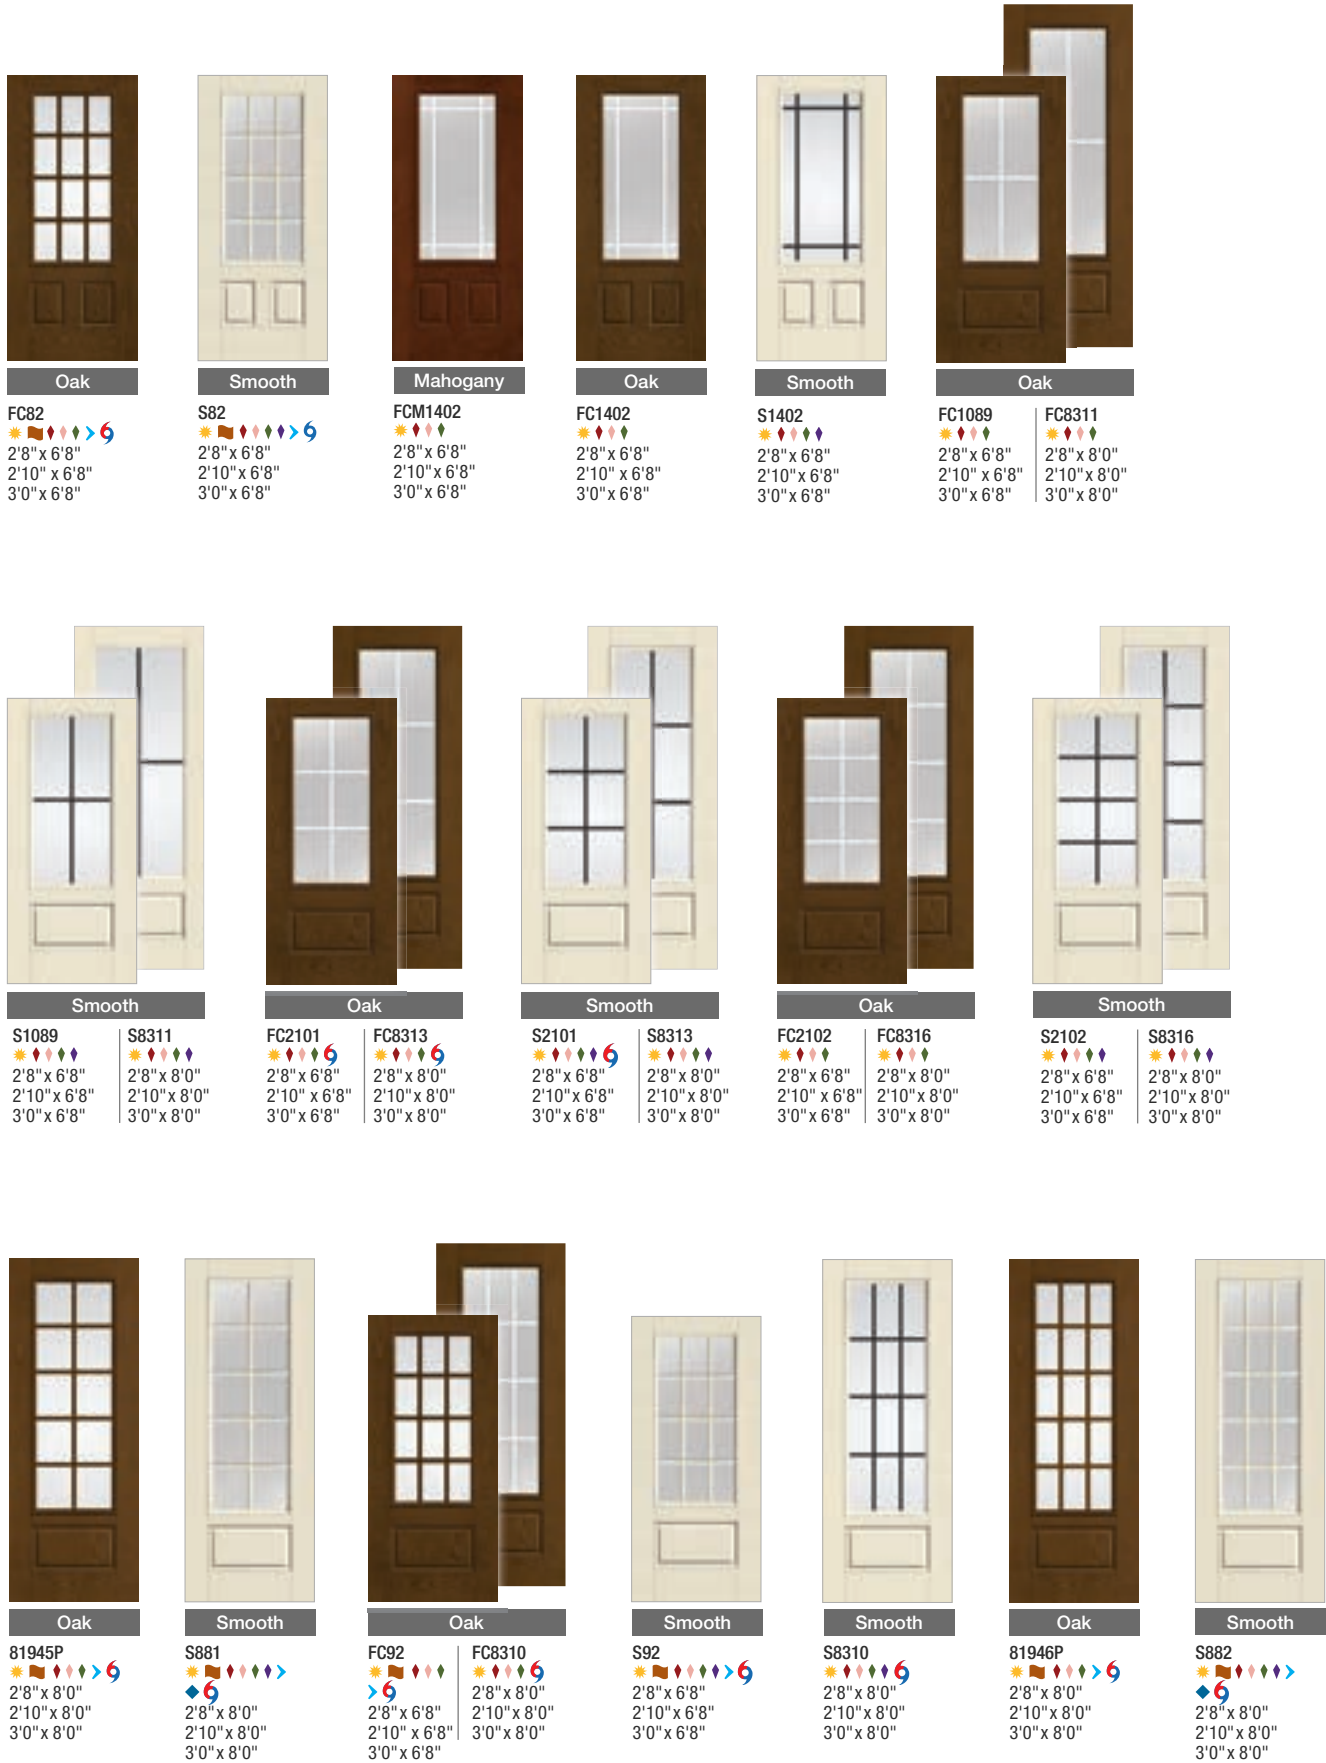 Oak
FC82
2'8" x 6'8"
2'10" x 6'8"
3'0" x 6'8"
Smooth
S82
2'8" x 6'8"
2'10" x 6'8"
3'0" x 6'8"
Mahogany
FCM1402
2'8" x 6'8"
2'10" x 6'8"
3'0" x 6'8"
Oak
FC1402
2'8" x 6'8"
2'10" x 6'8"
3'0" x 6'8"
Smooth
S1402
2'8" x 6'8"
2'10" x 6'8"
3'0" x 6'8"
Oak
FC1089
2'8" x 6'8"
2'10" x 6'8"
3'0" x 6'8"
FC8311
2'8" x 8'0"
2'10" x 8'0"
3'0" x 8'0"
Smooth
S1089
2'8" x 6'8"
2'10" x 6'8"
3'0" x 6'8"
S8311
2'8" x 8'0"
2'10" x 8'0"
3'0" x 8'0"
Oak
FC2101
2'8" x 6'8"
2'10" x 6'8"
3'0" x 6'8"
FC8313
2'8" x 8'0"
2'10" x 8'0"
3'0" x 8'0"
Smooth
S2101
2'8" x 6'8"
2'10" x 6'8"
3'0" x 6'8"
S8313
2'8" x 8'0"
2'10" x 8'0"
3'0" x 8'0"
Oak
FC2102
2'8" x 6'8"
2'10" x 6'8"
3'0" x 6'8"
FC8316
2'8" x 8'0"
2'10" x 8'0"
3'0" x 8'0"
Smooth
S2102
2'8" x 6'8"
2'10" x 6'8"
3'0" x 6'8"
S8316
2'8" x 8'0"
2'10" x 8'0"
3'0" x 8'0"
Oak
81945P
2'8" x 8'0"
2'10" x 8'0"
3'0" x 8'0"
Smooth
S881
2'8" x 8'0"
2'10" x 8'0"
3'0" x 8'0"
Oak
FC92
2'8" x 6'8"
2'10" x 6'8"
3'0" x 6'8"
FC8310
2'8" x 8'0"
2'10" x 8'0"
3'0" x 8'0"
Smooth
S92
2'8" x 6'8"
2'10" x 6'8"
3'0" x 6'8"
Smooth
S8310
2'8" x 8'0"
2'10" x 8'0"
3'0" x 8'0"
Oak
81946P
2'8" x 8'0"
2'10" x 8'0"
3'0" x 8'0"
Smooth
S882
2'8" x 8'0"
2'10" x 8'0"
3'0" x 8'0"